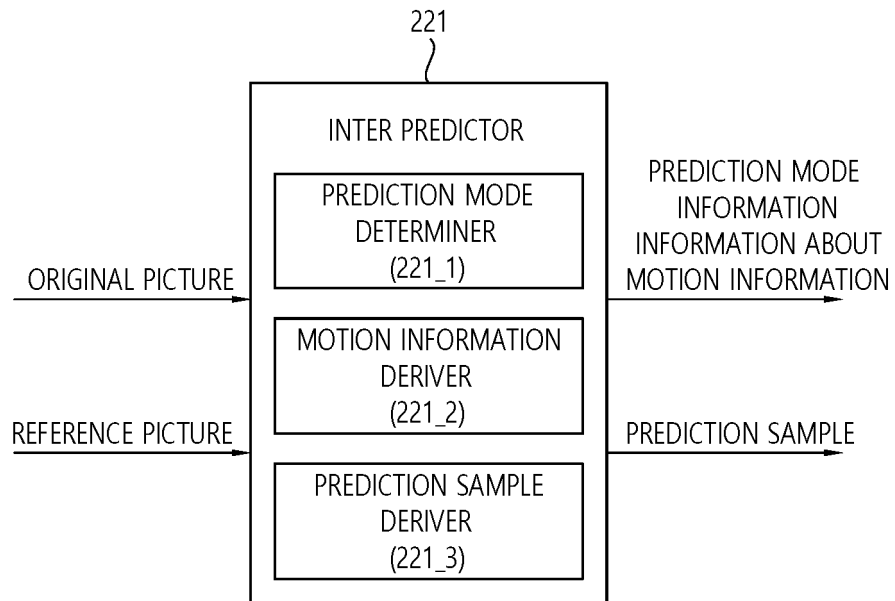 221
INTER PREDICTOR
PREDICTION MODE
DETERMINER
(221_1)
ORIGINAL PICTURE
MOTION INFORMATION
DERIVER
(221_2)
REFERENCE PICTURE
PREDICTION SAMPLE
DERIVER
(221_3)
PREDICTION MODE
INFORMATION
INFORMATION ABOUT
MOTION INFORMATION
PREDICTION SAMPLE